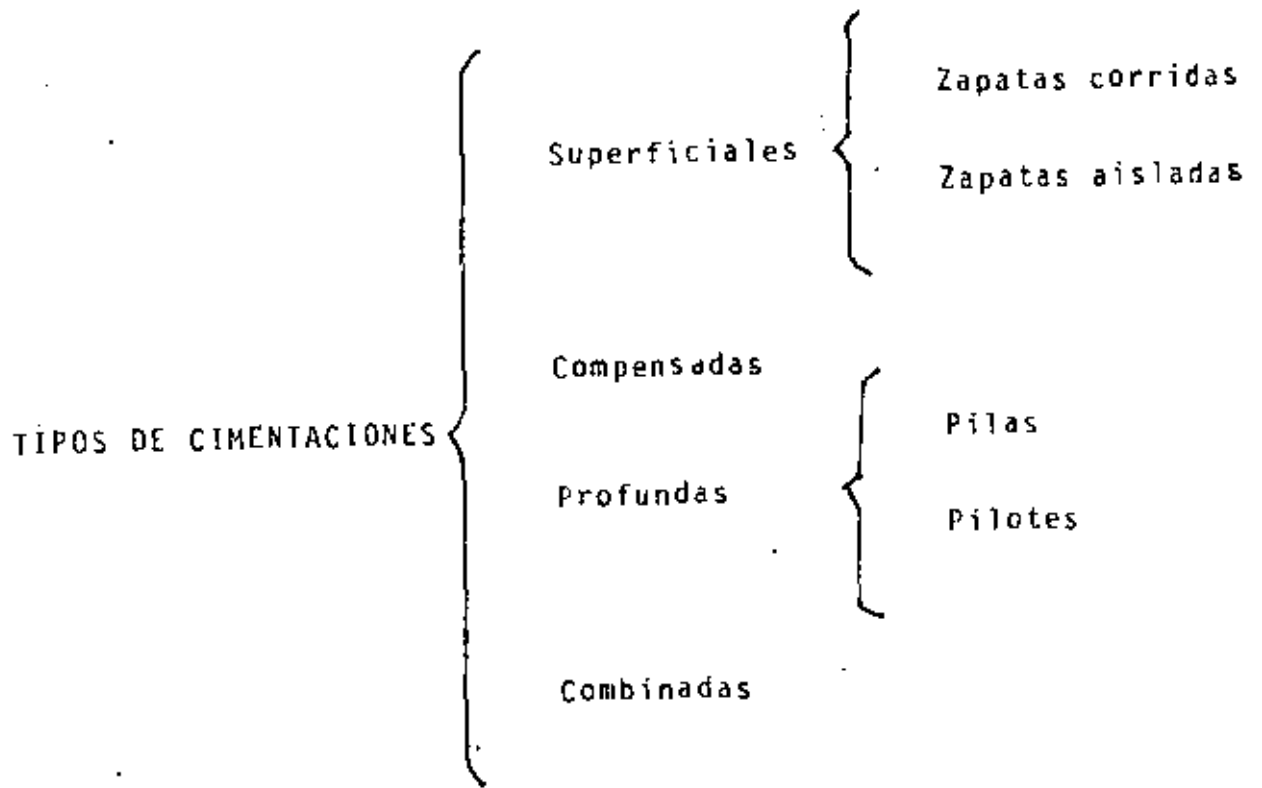 Zapatas corridas
Superficiales
Zapatas aisladas
Compensadas
TIPOS DE CIMENTACIONES
Pilas
Profundas
Pilotes
Combinadas